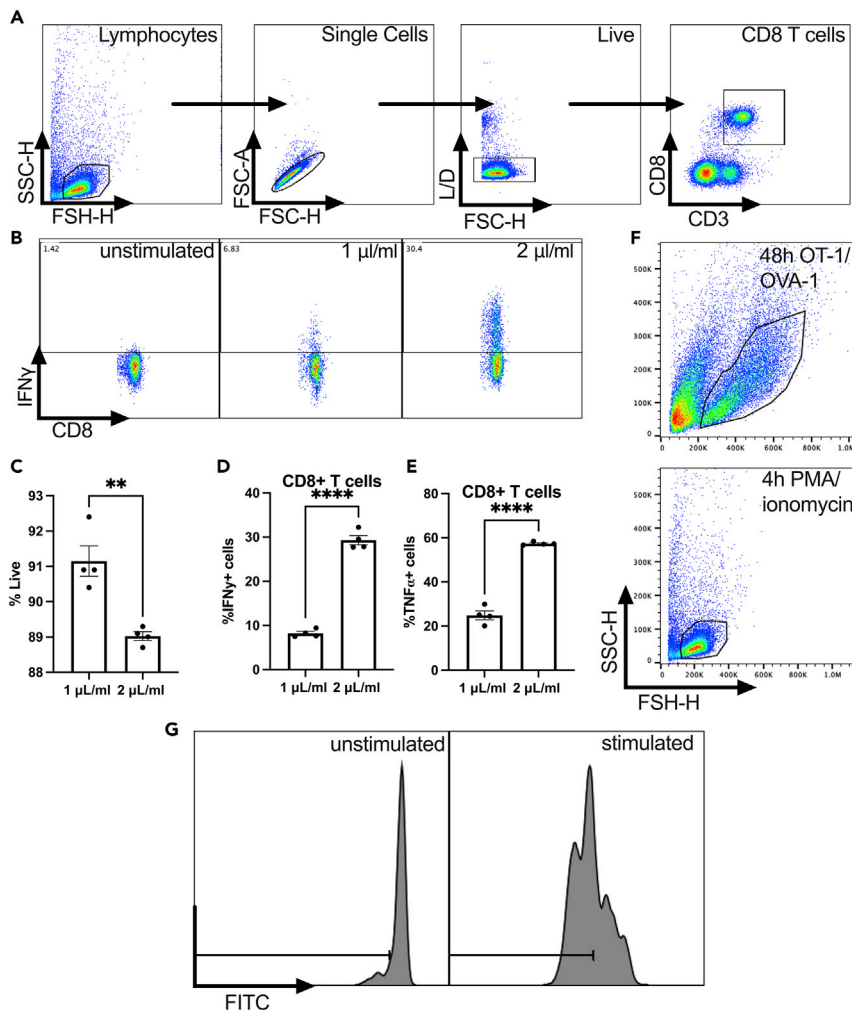 A
Lymphocytes
Single Cells
Live
CD8 T cells
SSC-H
FSH-H
FSC-A
FSC-H
L/D
FSC-H
CD8
CD3
B
1.42
unstimulated
6.83
1 µl/ml
30.4
2 µl/ml
IFNγ
CD8
F
48h OT-1/
OVA-1
500K
400K
300K
200K
100K
0
0
200K
400K
600K
800K
1.0M
C
**
% Live
93
92
91
90
89
88
1 µL/ml
2 µL/ml
D
CD8+ T cells
****
%IFNy+ cells
40
30
20
10
0
1 µL/ml
2 µL/ml
E
CD8+ T cells
****
%TNFα+ cells
60
40
20
0
1 µL/ml
2 µL/ml
4h PMA/
ionomycin
500K
400K
300K
200K
100K
0
0
200K
400K
600K
800K
SSC-H
FSH-H
G
unstimulated
stimulated
FITC